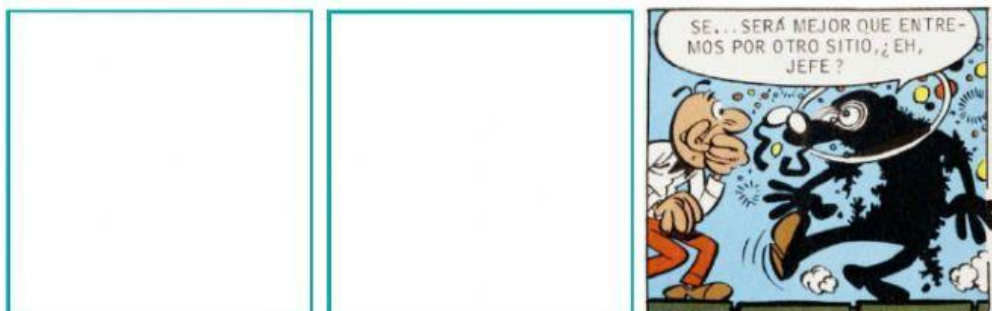 SE...SERÁ MEJOR QUE ENTRE-
MOS POR OTRO SITIO,¿EH,
JEFE?